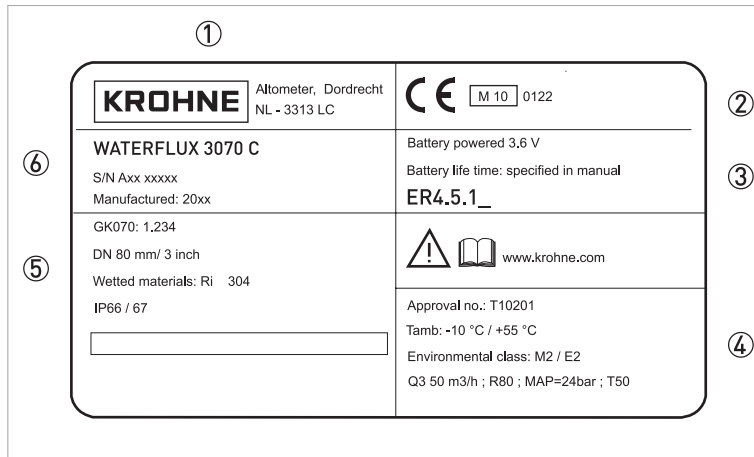 ①
KROHNE
Altometer, Dordrecht
NL - 3313 LC
CE M 10 0122
②
⑥
WATERFLUX 3070 C
S/N Axx xxxxx
Manufactured: 20xx
Battery powered 3.6 V
Battery life time: specified in manual
ER4.5.1_
③
⑤
GK070: 1.234
DN 80 mm/ 3 inch
Wetted materials: Ri 304
IP66 / 67
www.krohne.com
Approval no.: T10201
Tamb: -10 °C / +55 °C
Environmental class: M2 / E2
Q3 50 m3/h ; R80 ; MAP=24bar ; T50
④